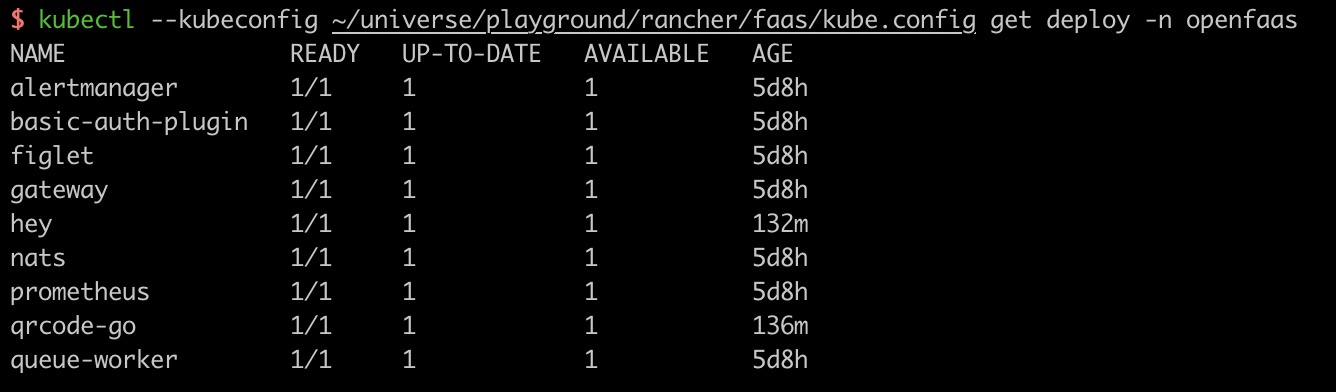 $ kubectl --kubeconfig ~/universe/playground/rancher/faas/kube.config get deploy -n openfaas
NAME READY UP-TO-DATE AVAILABLE AGE
alertmanager 1/1 1 1 5d8h
basic-auth-plugin 1/1 1 1 5d8h
figlet 1/1 1 1 5d8h
gateway 1/1 1 1 5d8h
hey 1/1 1 1 132m
nats 1/1 1 1 5d8h
prometheus 1/1 1 1 5d8h
qrcode-go 1/1 1 1 136m
queue-worker 1/1 1 1 5d8h